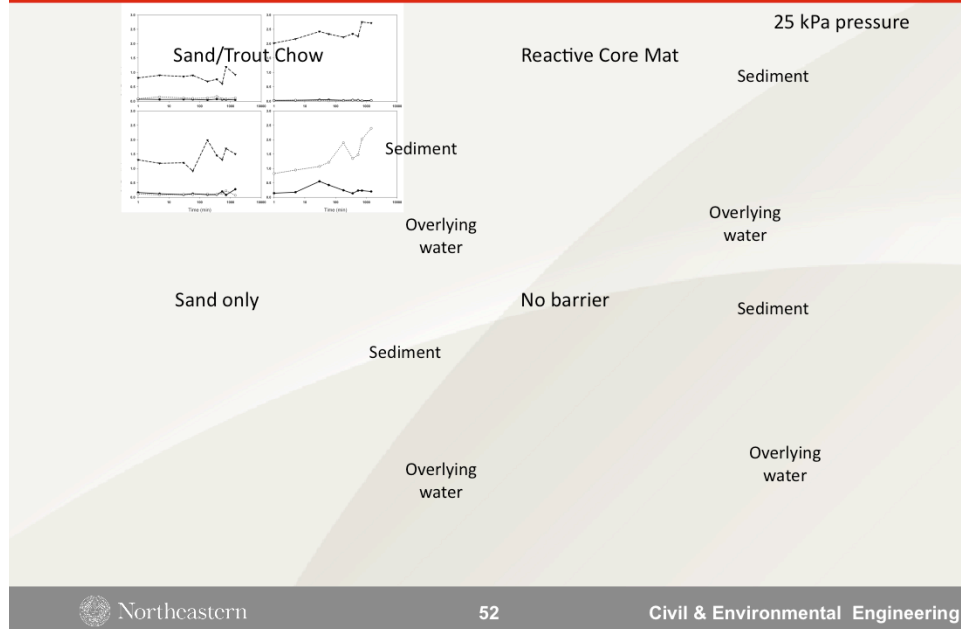 25 kPa pressure
Sand/Trout Chow
Reactive Core Mat
Sediment
Sediment
Overlying
water
Overlying
water
Sand only
No barrier
Sediment
Sediment
Overlying
water
Overlying
water
Time (min)
Time (min)
Northeastern
52
Civil & Environmental Engineering